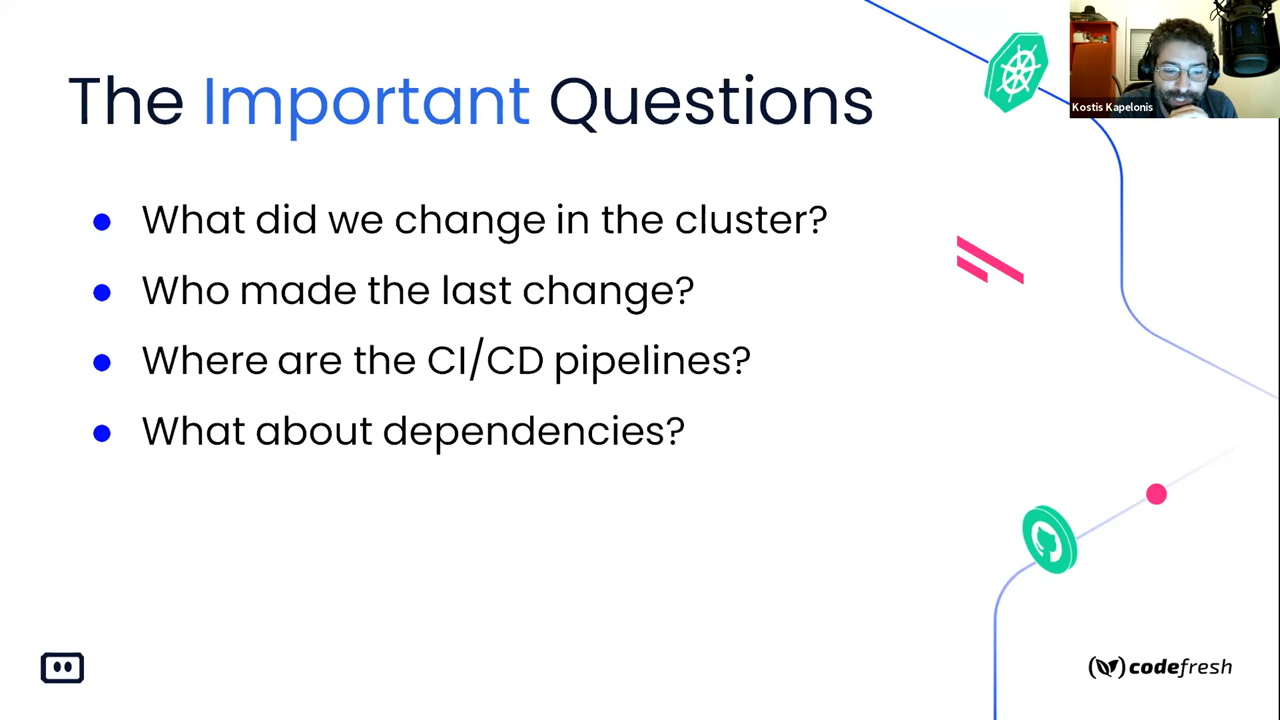 The Important Questions
Kostis Kapelonis
What did we change in the cluster?
Who made the last change?
Where are the CI/CD pipelines?
What about dependencies?
codefresh